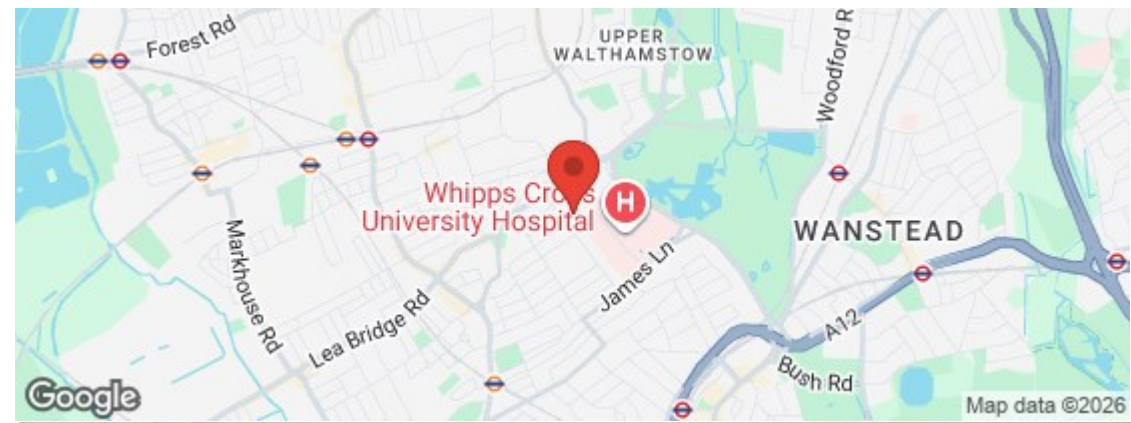 Forest Rd
UPPER
WALTHAMSTOW
Woodford R
Whipps Cross
University Hospital
H
WANSTEAD
Markhouse Rd
James Ln
Lea Bridge Rd
A12
Bush Rd
Google
Map data ©2026